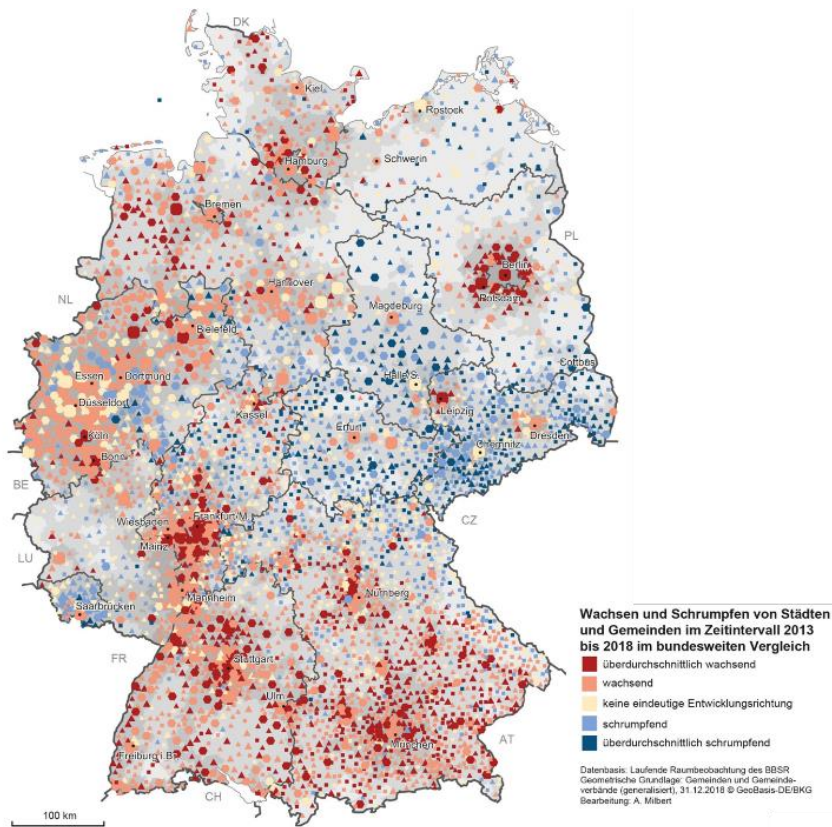 DK
Kiel
Rostock
Hamburg
Schwerin
Bremen
PL
Berlin
NL
Hannover
Potsdam
Magdeburg
Bielefeld
Cottbus
Essen
Dortmund
Halle/S.
Düsseldorf
Kassel
Leipzig
Köln
Erfurt
Dresden
Chemnitz
Bonn
BE
Wiesbaden
Frankfurt/M.
CZ
Mainz
LU
Mannheim
Nürnberg
Saarbrücken
FR
Stuttgart
Ulm
München
AT
Freiburg i.B.
CH
100 km
Wachsen und Schrumpfen von Städten
und Gemeinden im Zeitintervall 2013
bis 2018 im bundesweiten Vergleich
überdurchschnittlich wachsend
wachsend
keine eindeutige Entwicklungsrichtung
schrumpfend
überdurchschnittlich schrumpfend
Datenbasis: Laufende Raumbeobachtung des BBSR
Geometrische Grundlage: Gemeinden und Gemeinde-
verbände (generalisiert), 31.12.2018 © GeoBasis-DE/BKG
Bearbeitung: A. Milbert